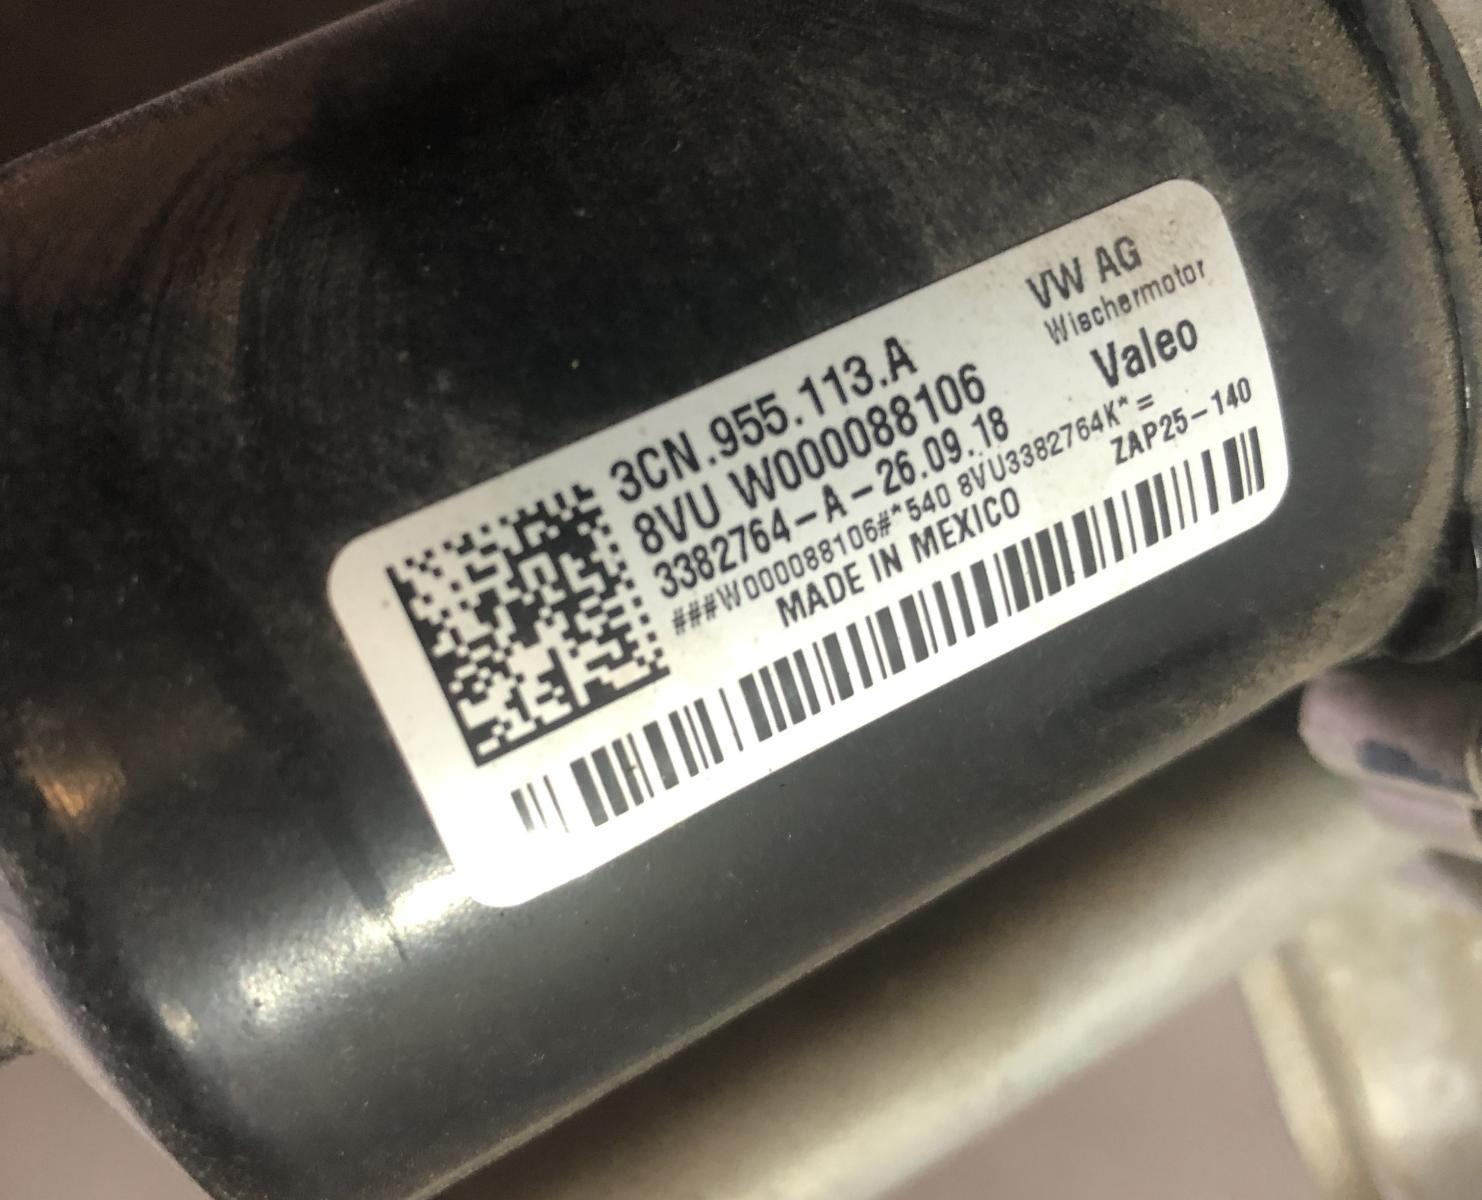 VW AG
Wischermotor
Valeo
3CN.955.113.A
8VU W000088106
3382764-A-26.09.18
###W000088106#*540 8VU3382764K*=
MADE IN MEXICO
ZAP25-140